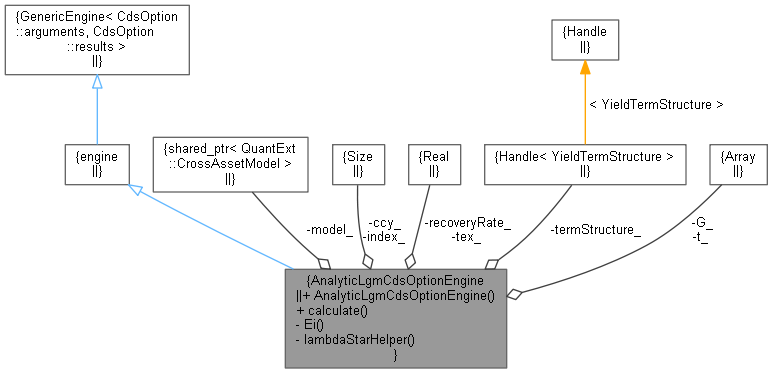 {GenericEngine< CdsOption
::arguments, CdsOption
::results >
||}
{Handle
||}
< YieldTermStructure >
{engine
||}
{shared_ptr< QuantExt
::CrossAssetModel >
||}
{Size
||}
{Real
||}
{Handle< YieldTermStructure >
||}
{Array
||}
-model_
-ccy_
-index_
-recoveryRate_
-tex_
-termStructure_
-G_
-t_
{AnalyticLgmCdsOptionEngine
||+ AnalyticLgmCdsOptionEngine()
+ calculate()
- Ei()
- lambdaStarHelper()
}